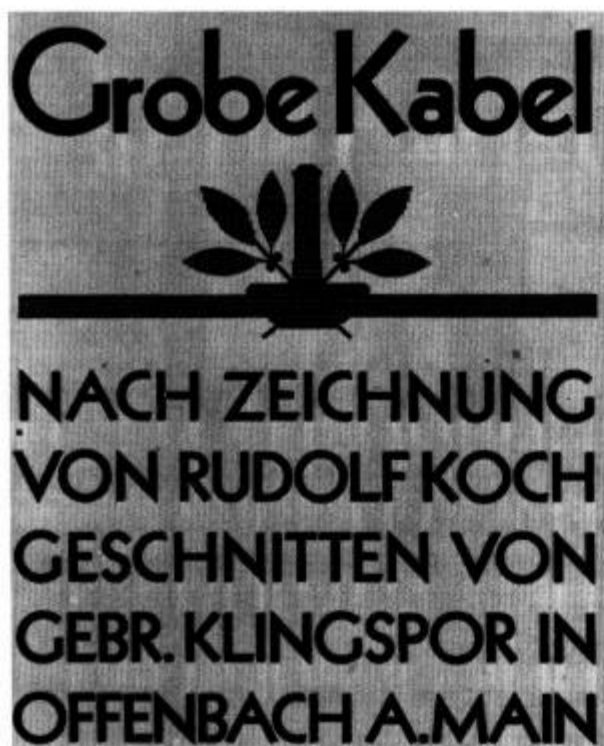 Grobe Kabel
NACH ZEICHNUNG
VON RUDOLF KOCH
GESCHNITTEN VON
GEBR. KLINGSPOR IN
OFFENBACH A. MAIN